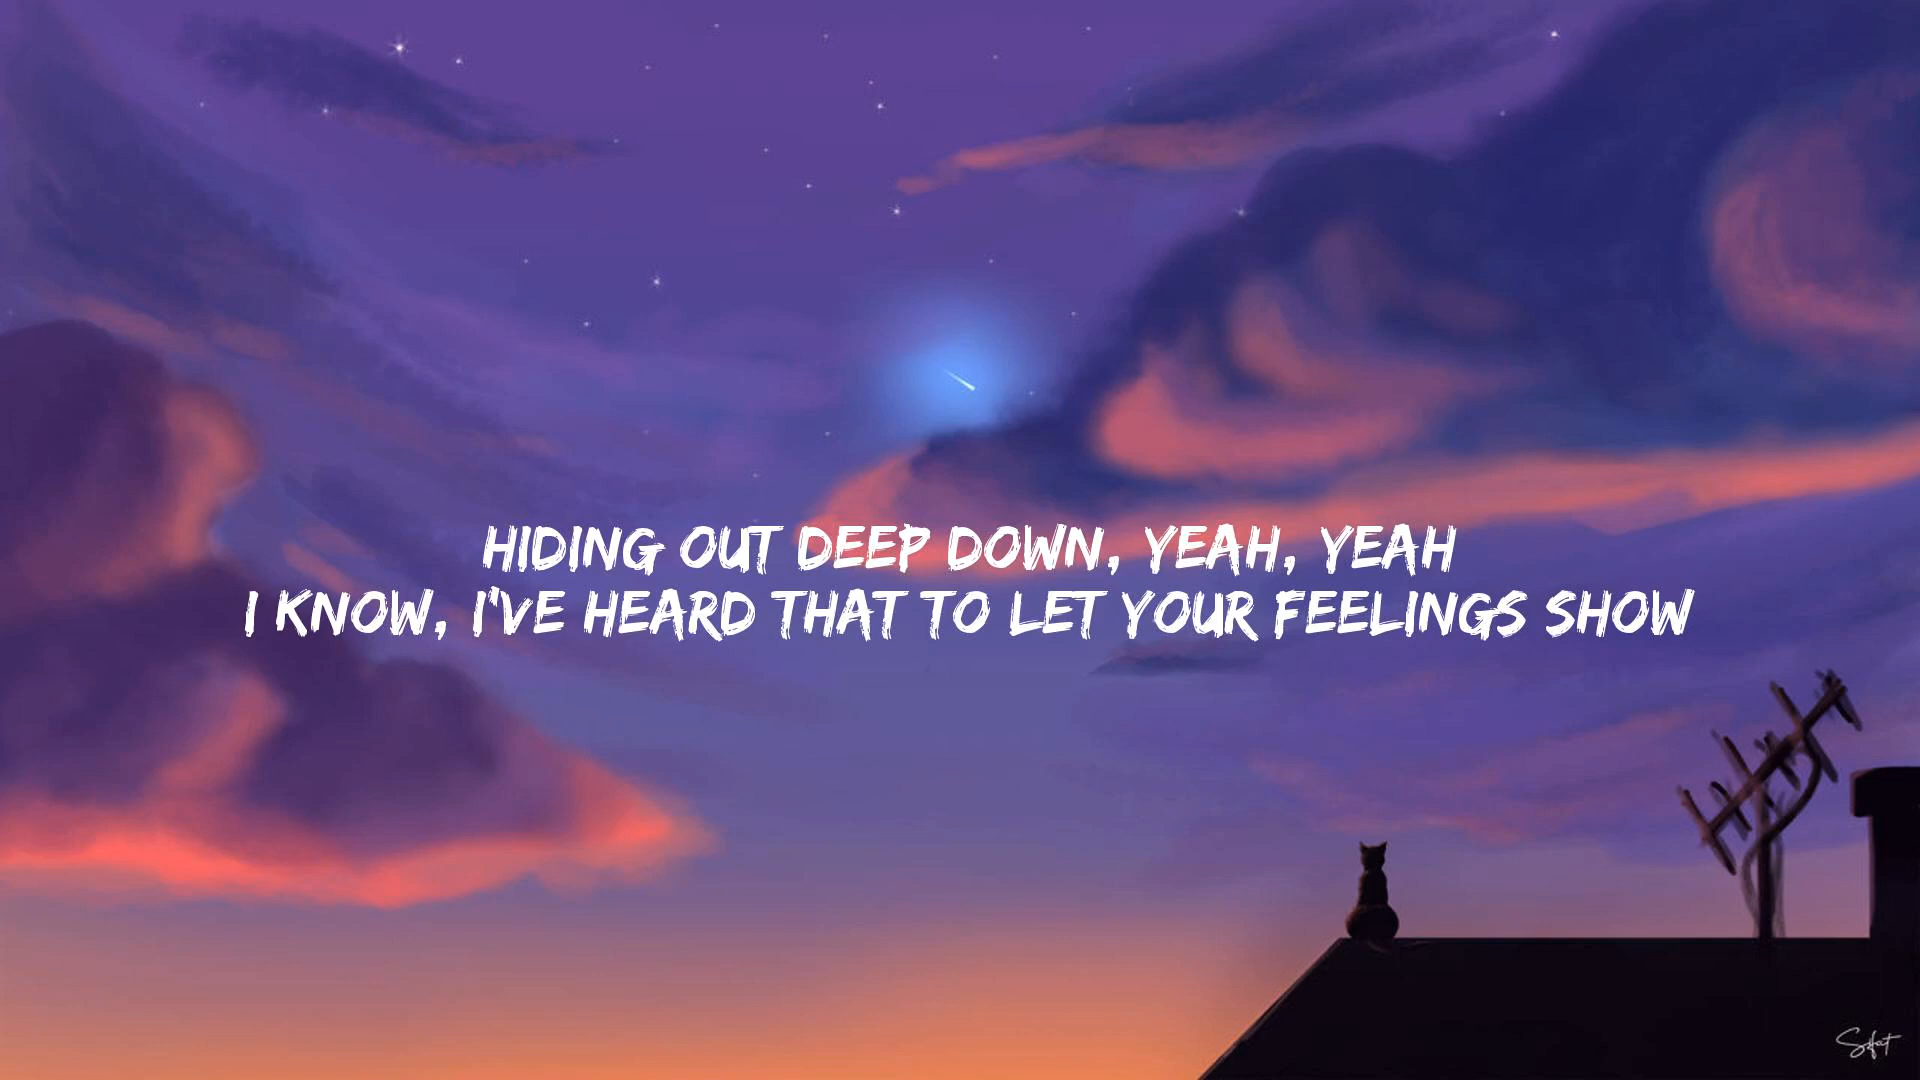 HIDING OUT DEEP DOWN, YEAH, YEAH
I KNOW, I'VE HEARD THAT TO LET YOUR FEELINGS SHOW